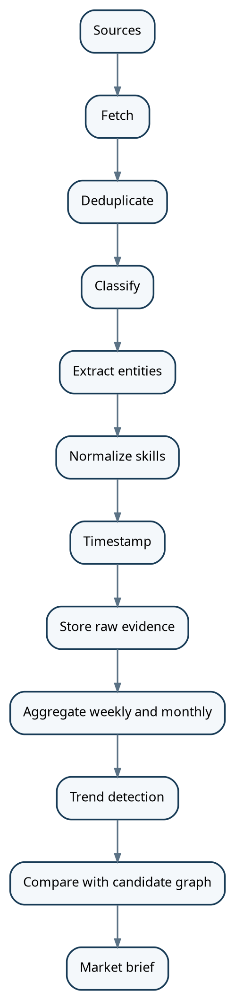 Sources
Fetch
Deduplicate
Classify
Extract entities
Normalize skills
Timestamp
Store raw evidence
Aggregate weekly and monthly
Trend detection
Compare with candidate graph
Market brief